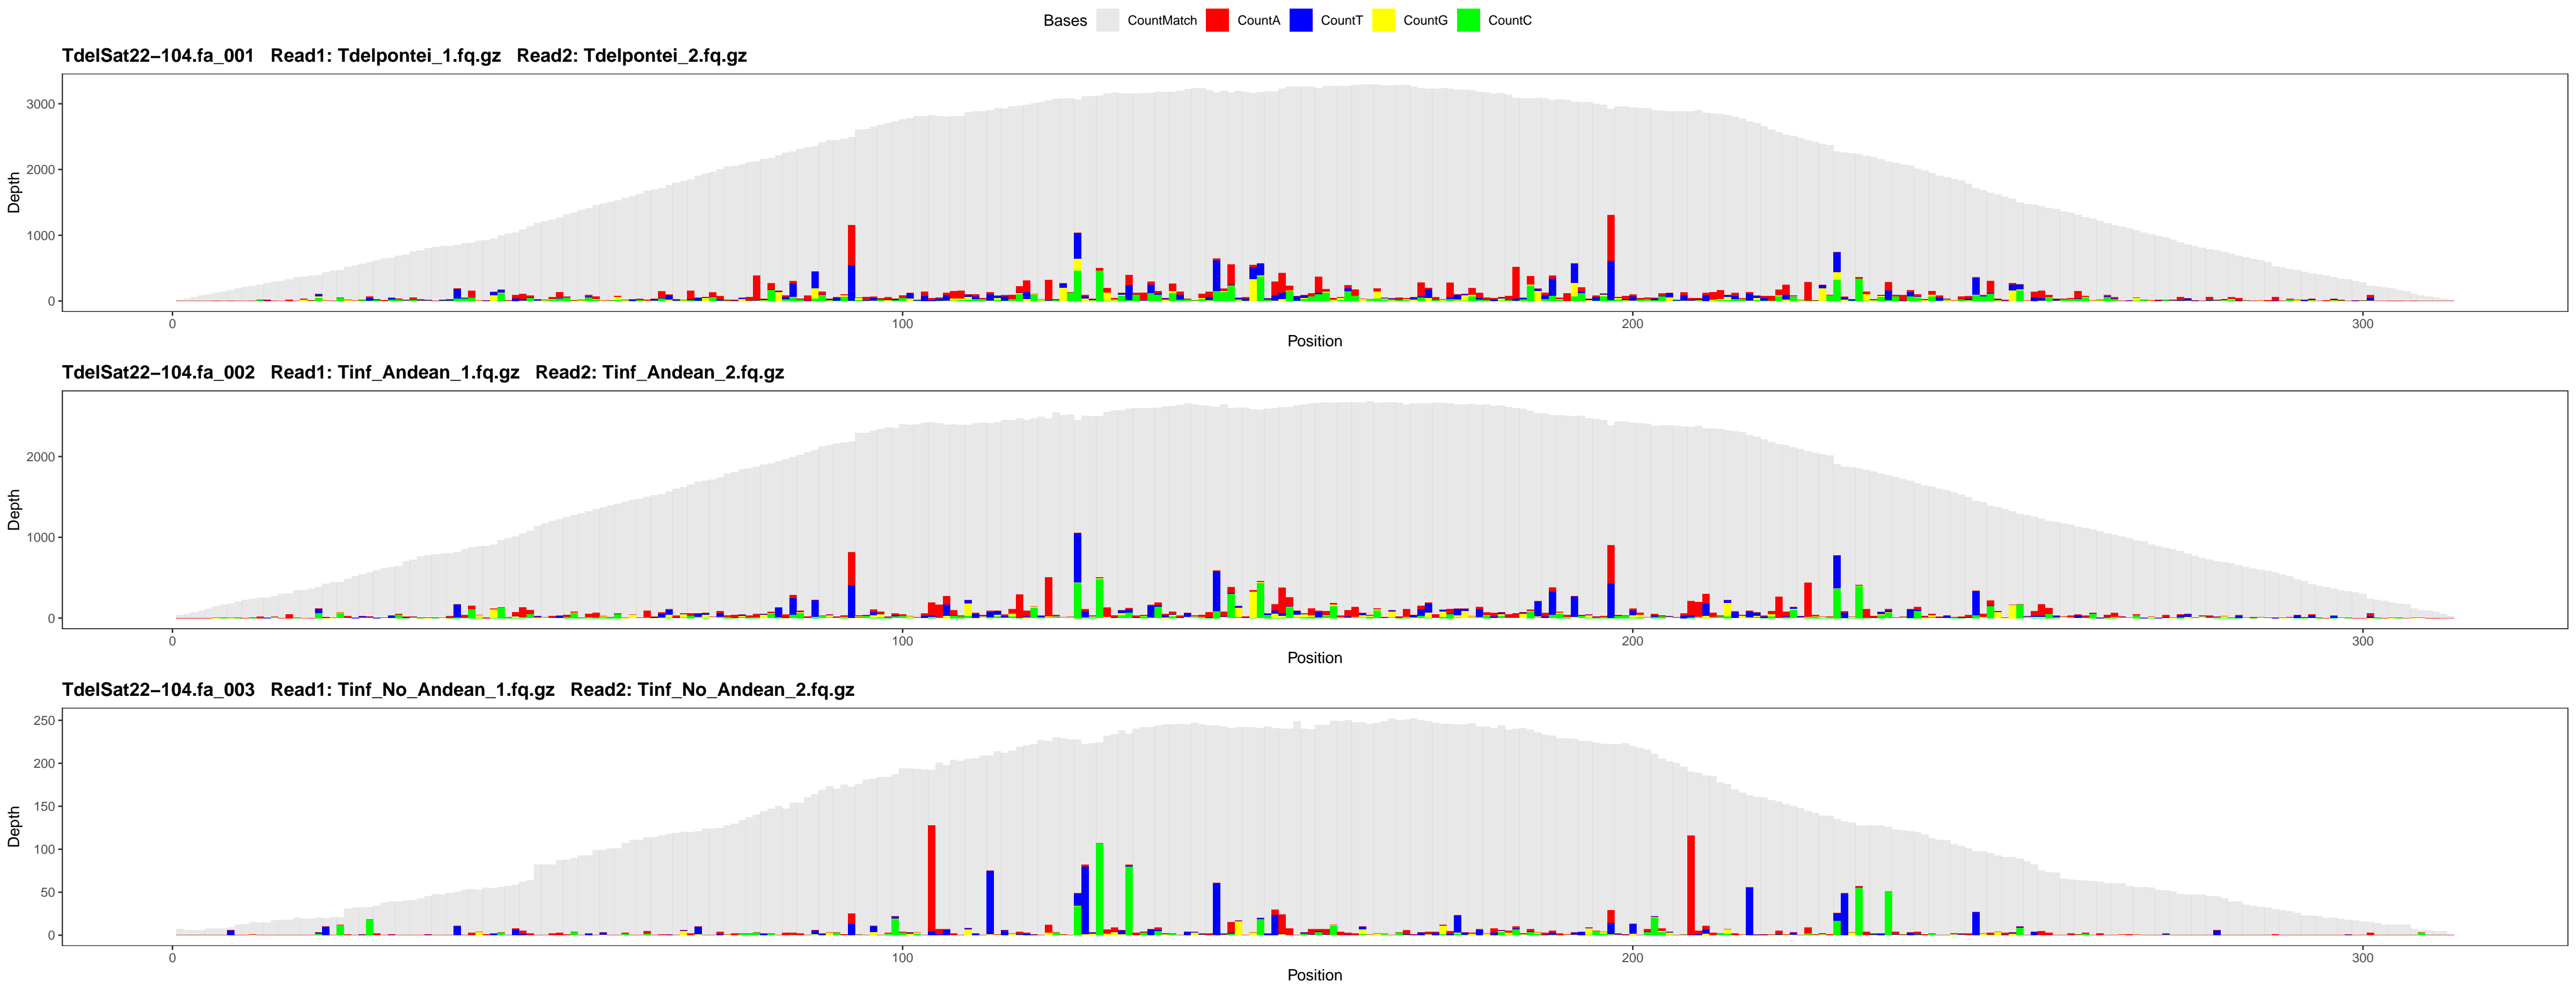 Bases CountMatch CountA CountT CountG CountC
TdelSat22−104.fa_001 Read1: Tdelpontei_1.fq.gz Read2: Tdelpontei_2.fq.gz
3000
2000
1000
0
Depth
0 100 200 300
Position
TdelSat22−104.fa_002 Read1: Tinf_Andean_1.fq.gz Read2: Tinf_Andean_2.fq.gz
2000
1000
0
Depth
0 100 200 300
Position
TdelSat22−104.fa_003 Read1: Tinf_No_Andean_1.fq.gz Read2: Tinf_No_Andean_2.fq.gz
250
200
150
100
50
0
Depth
0 100 200 300
Position